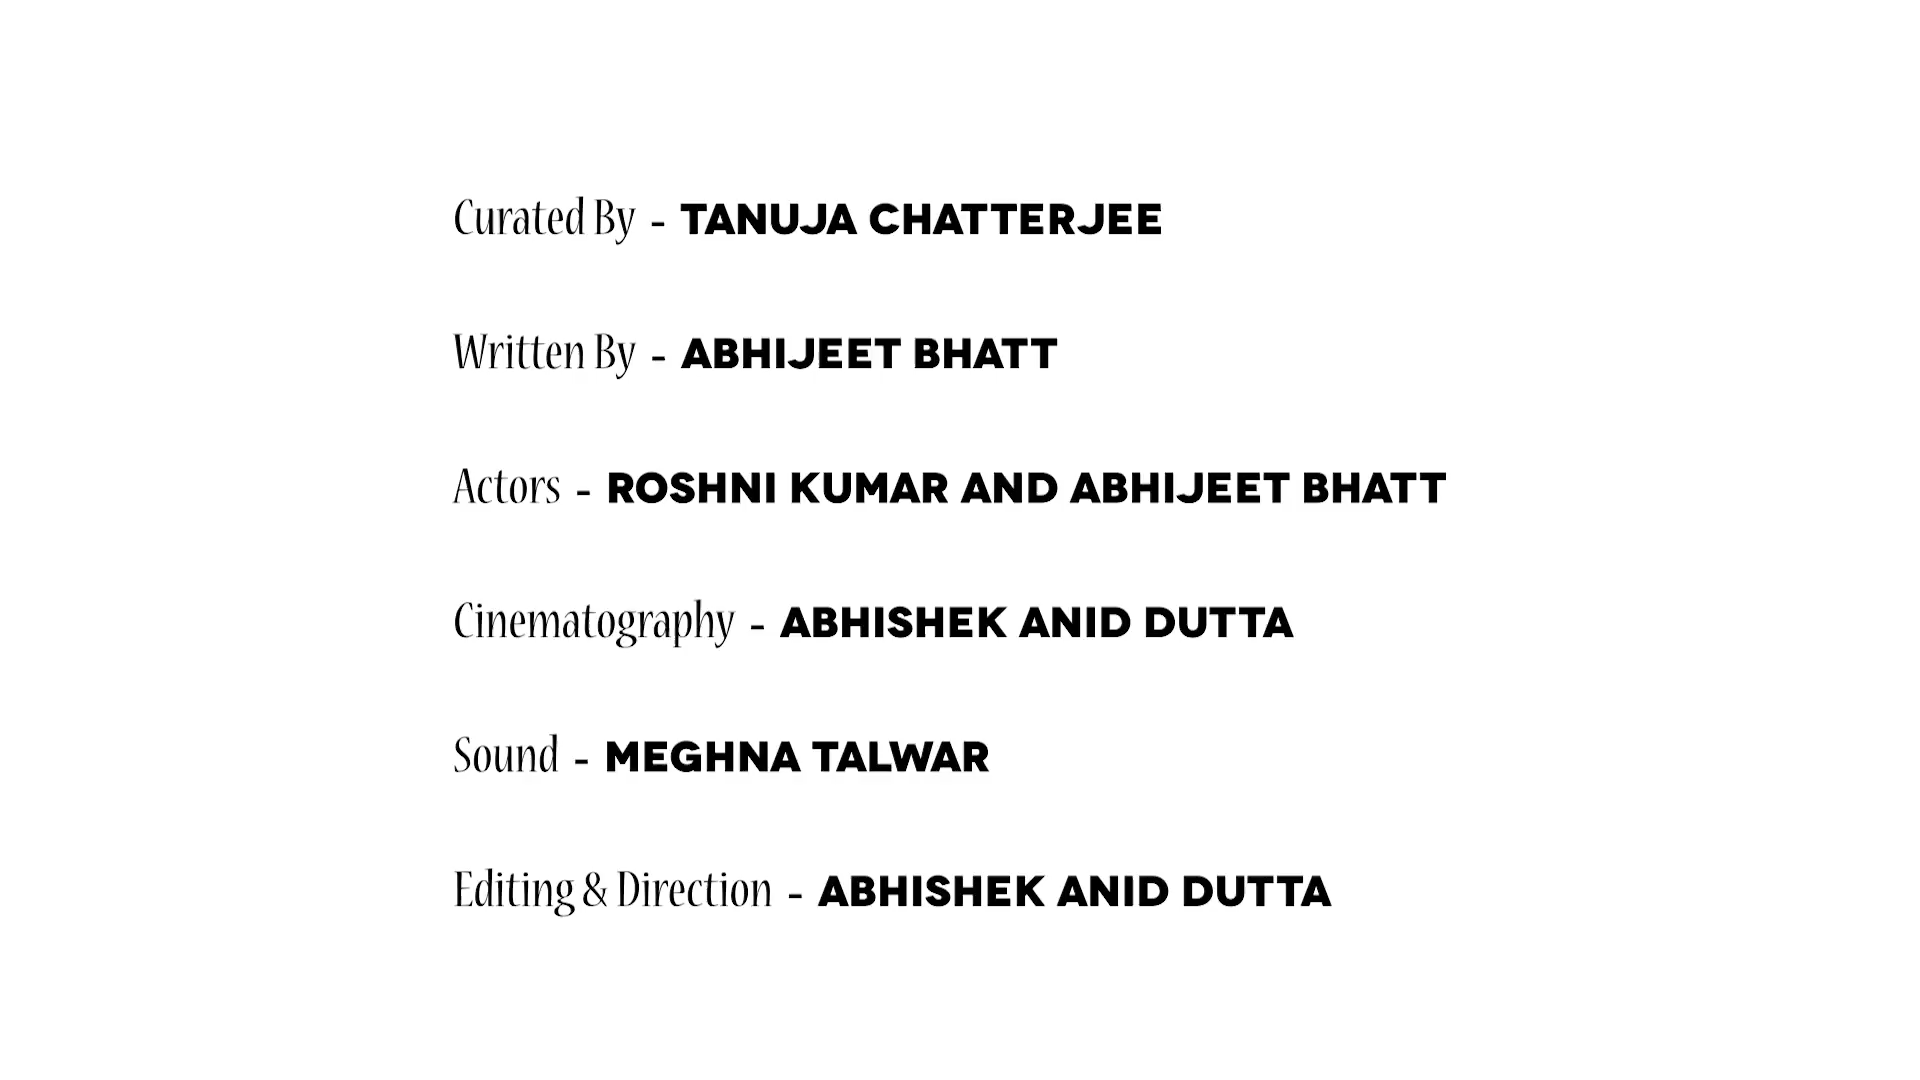 Curated By - TANUJA CHATTERJEE
Written By - ABHIJEET BHATT
Actors - ROSHNI KUMAR AND ABHIJEET BHATT
Cinematography - ABHISHEK ANID DUTTA
Sound - MEGHNA TALWAR
Editing & Direction - ABHISHEK ANID DUTTA